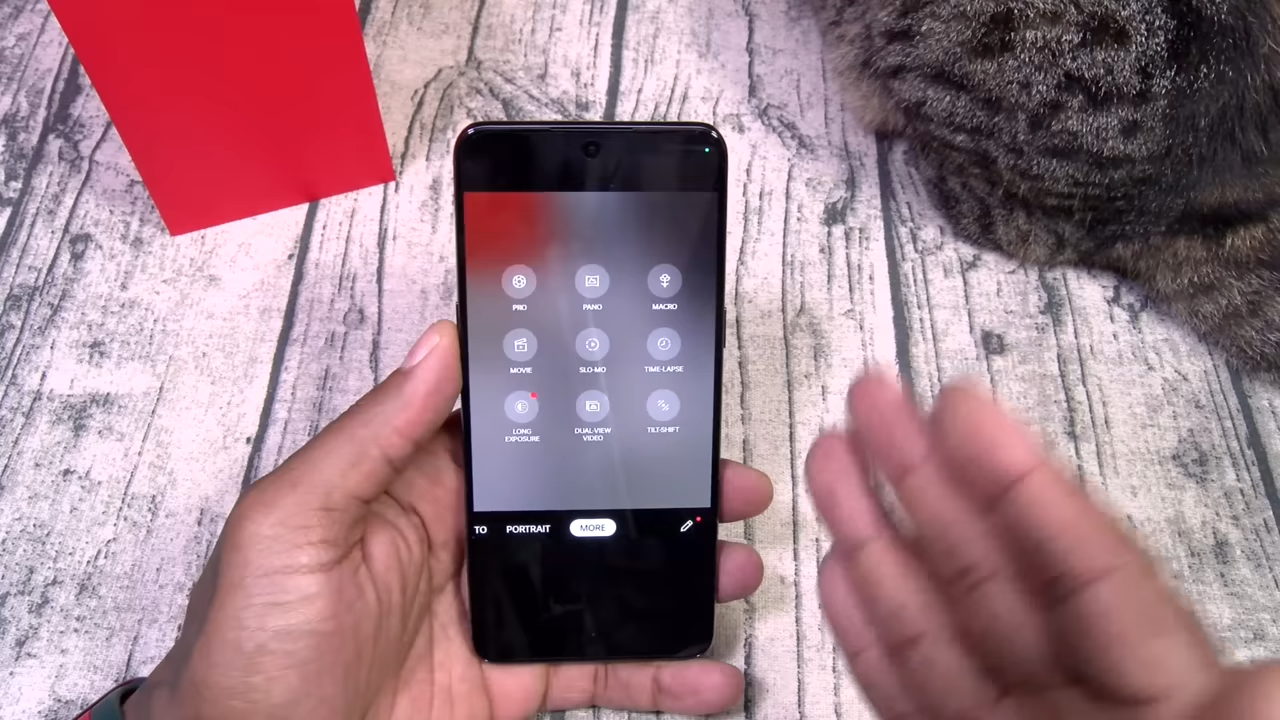 PRO
PANO
MACRO
MOVIE
SLO-MO
TIME-LAPSE
LONG
EXPOSURE
DUAL-VIEW
VIDEO
TILT-SHIFT
TO
PORTRAIT
MORE